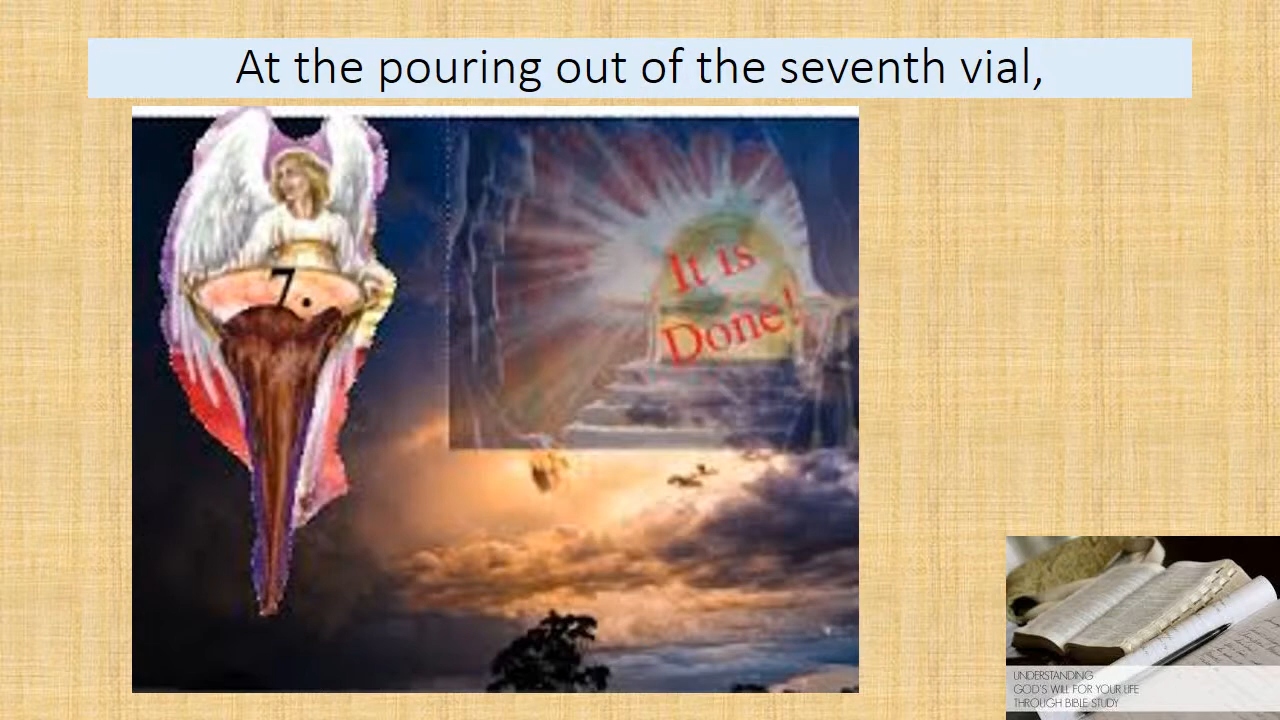 At the pouring out of the seventh vial,
7.
It is
Done!
UNDERSTANDING
GOD'S WILL FOR YOUR LIFE
THROUGH BIBLE STUDY